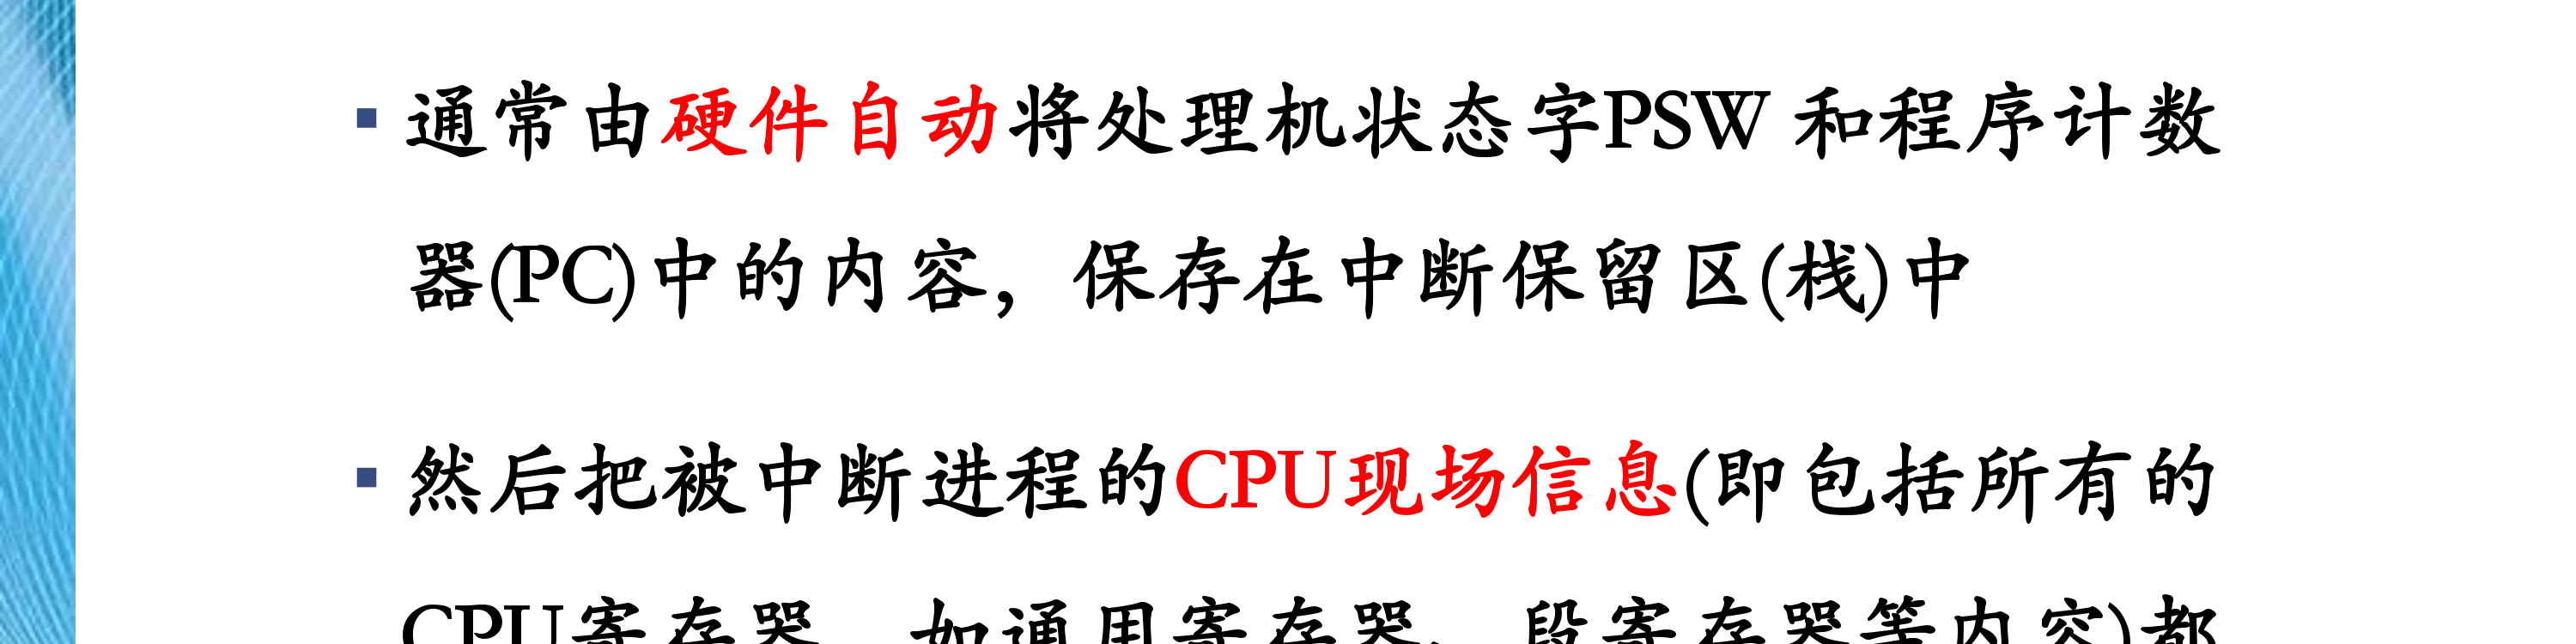 ▪ 通常由硬件自动将处理机状态字PSW 和程序计数
器(PC)中的内容，保存在中断保留区(栈)中
▪ 然后把被中断进程的CPU现场信息(即包括所有的
CPU寄存器，如通用寄存器、段寄存器等内容)都